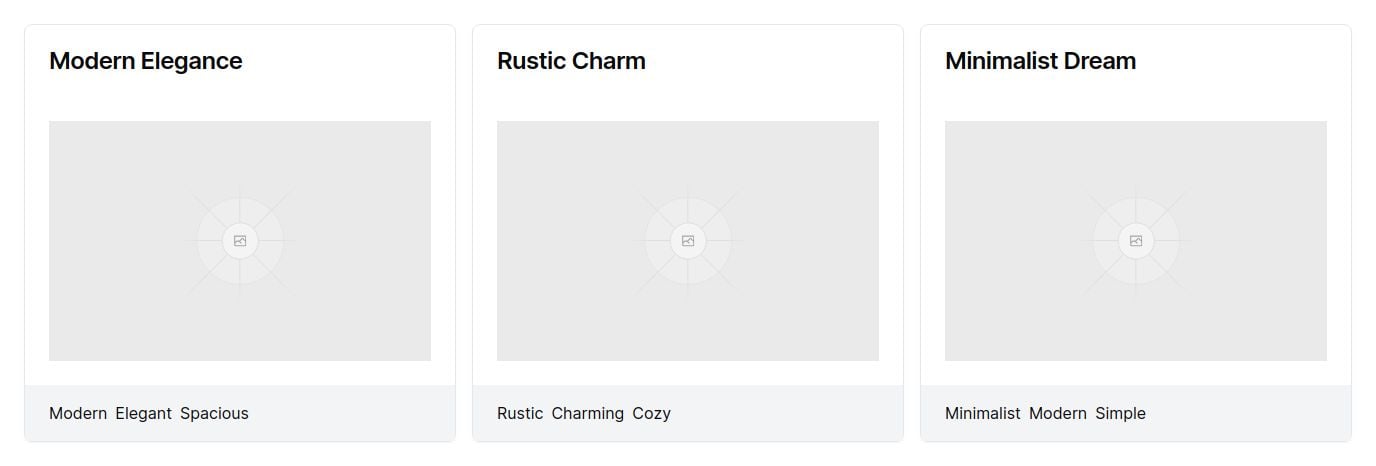 Modern Elegance
Rustic Charm
Minimalist Dream
Modern Elegant Spacious
Rustic Charming Cozy
Minimalist Modern Simple